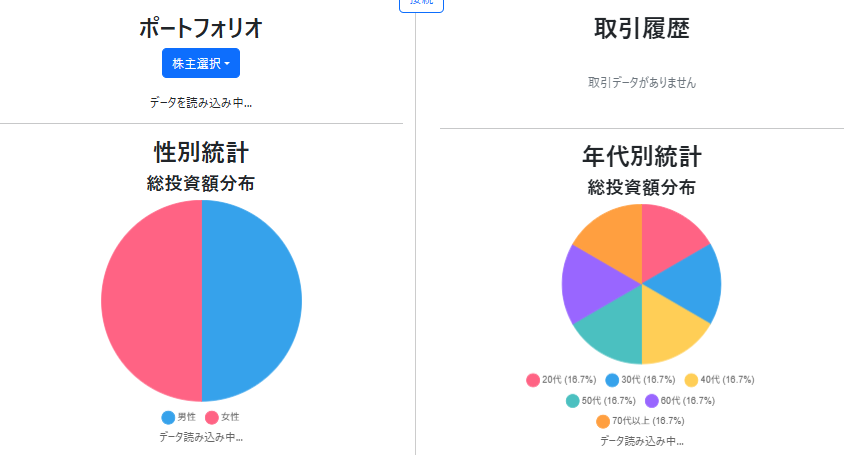 ポートフォリオ
株主選択
データを読み込み中...
性別統計
総投資額分布
男性 女性
データ読み込み中...
取引履歴
取引データがありません
年代別統計
総投資額分布
20代 (16.7%) 30代 (16.7%) 40代 (16.7%)
50代 (16.7%) 60代 (16.7%)
70代以上 (16.7%)
データ読み込み中...